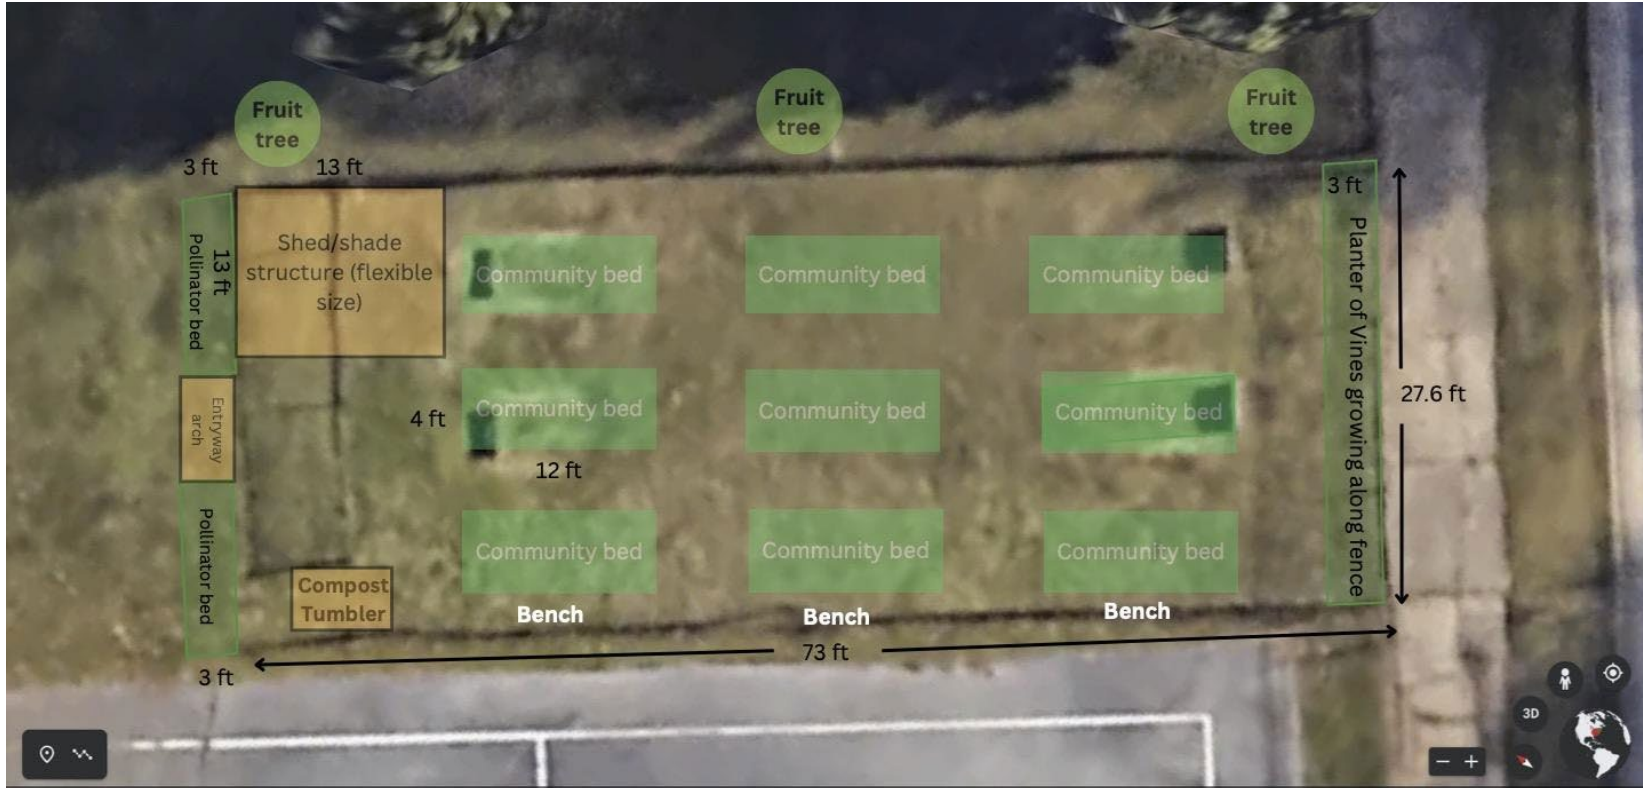 Fruit
tree
Fruit
tree
Fruit
tree
3 ft
13 ft
3 ft
Shed/shade
structure (flexible
size)
13 ft
Pollinator bed
Community bed
Community bed
Community bed
Planter of Vines growing along fence
27.6 ft
Entryway
arch
4 ft
Community bed
Community bed
Community bed
12 ft
Pollinator bed
Community bed
Community bed
Community bed
Compost
Tumbler
Bench
Bench
Bench
73 ft
3 ft
3D